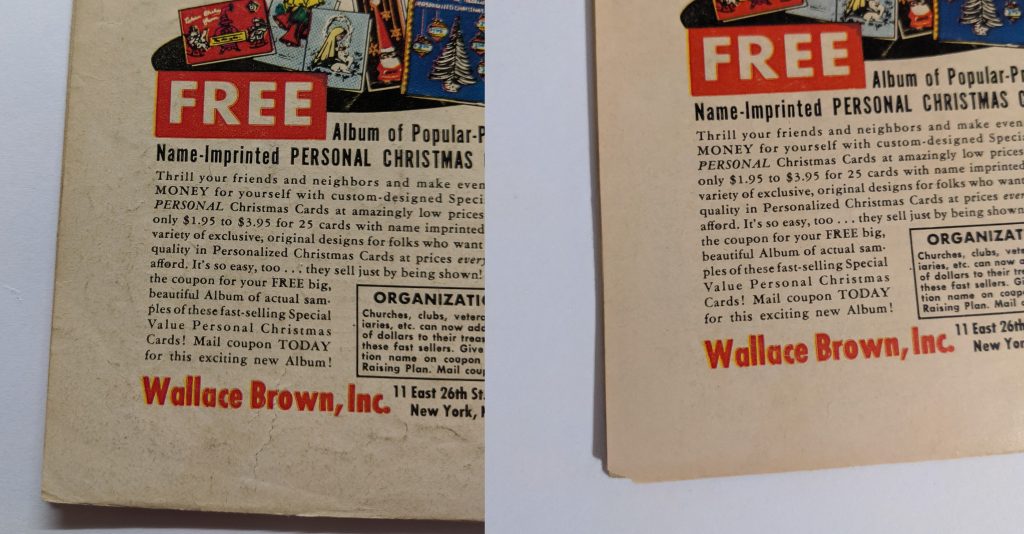 FREE
Album of Popular-P
Name-Imprinted PERSONAL CHRISTMAS
Thrill your friends and neighbors and make even
MONEY for yourself with custom-designed Speci
PERSONAL Christmas Cards at amazingly low prices
only $1.95 to $3.95 for 25 cards with name imprinted
variety of exclusive, original designs for folks who want
quality in Personalized Christmas Cards at prices ever
afford. It's so easy, too . . . they sell just by being shown!
the coupon for your FREE big,
beautiful Album of actual sam-
ples of these fast-selling Special
Value Personal Christmas
Cards! Mail coupon TODAY
for this exciting new Album!
ORGANIZATI
Churches, clubs, veter
iaries, etc. can now add
of dollars to their treas
these fast sellers. Give
tion name on coupon
Raising Plan. Mail coup
Wallace Brown, Inc.
11 East 26th St.
New York,
FREE
Album of Popular-Pr
Name-Imprinted PERSONAL CHRISTMAS C
Thrill your friends and neighbors and make even
MONEY for yourself with custom-designed Specia
PERSONAL Christmas Cards at amazingly low prices
only $1.95 to $3.95 for 25 cards with name imprinted
variety of exclusive, original designs for folks who want
quality in Personalized Christmas Cards at prices ever
afford. It's so easy, too . . . they sell just by being shown
the coupon for your FREE big,
beautiful Album of actual sam-
ples of these fast-selling Special
Value Personal Christmas
Cards! Mail coupon TODAY
for this exciting new Album!
ORGANIZAT
Churches, clubs, vete
iaries, etc. can now a
of dollars to their tre
these fast sellers. Gi
tion name on coupo
Raising Plan. Mail c
Wallace Brown, Inc.
11 East 26th
New York